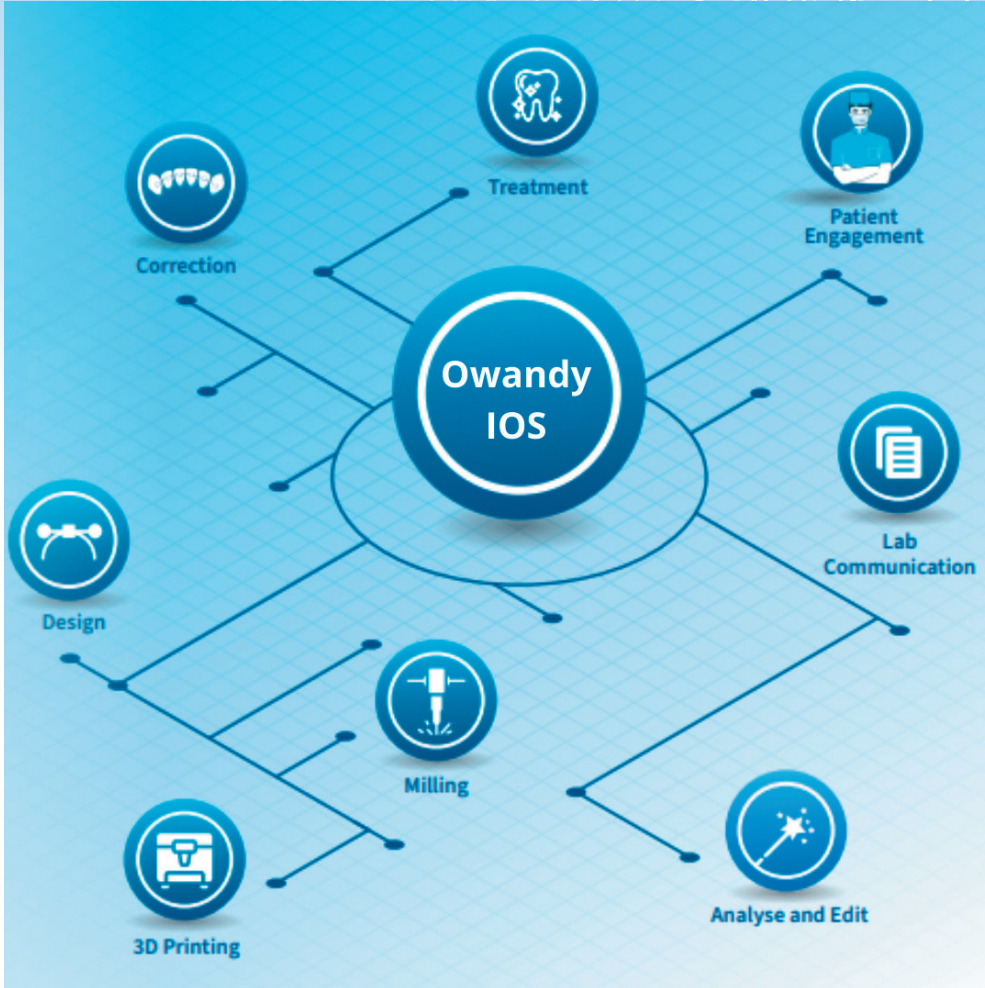 Treatment
Patient
Engagement
Correction
Owandy
IOS
Lab
Communication
Design
Milling
Analyse and Edit
3D Printing